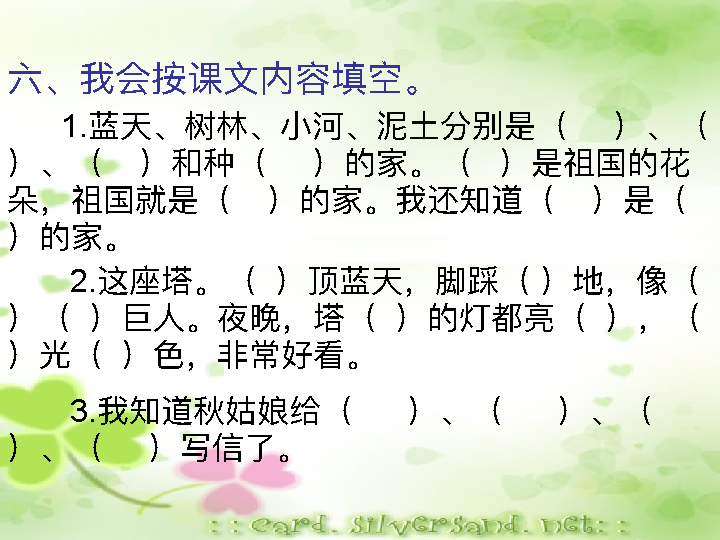 六、我会按课文内容填空。
1.蓝天、树林、小河、泥土分别是（　）、（
）、（　）和种（　）的家。（　）是祖国的花
朵，祖国就是（　）的家。我还知道（　）是（
）的家。
2.这座塔。（ ）顶蓝天，脚踩（ ）地，像（
）（ ）巨人。夜晚，塔（ ）的灯都亮（ ），（
）光（ ）色，非常好看。
3.我知道秋姑娘给（　）、（　）、（
）、（　）写信了。
::card.silversand.net::